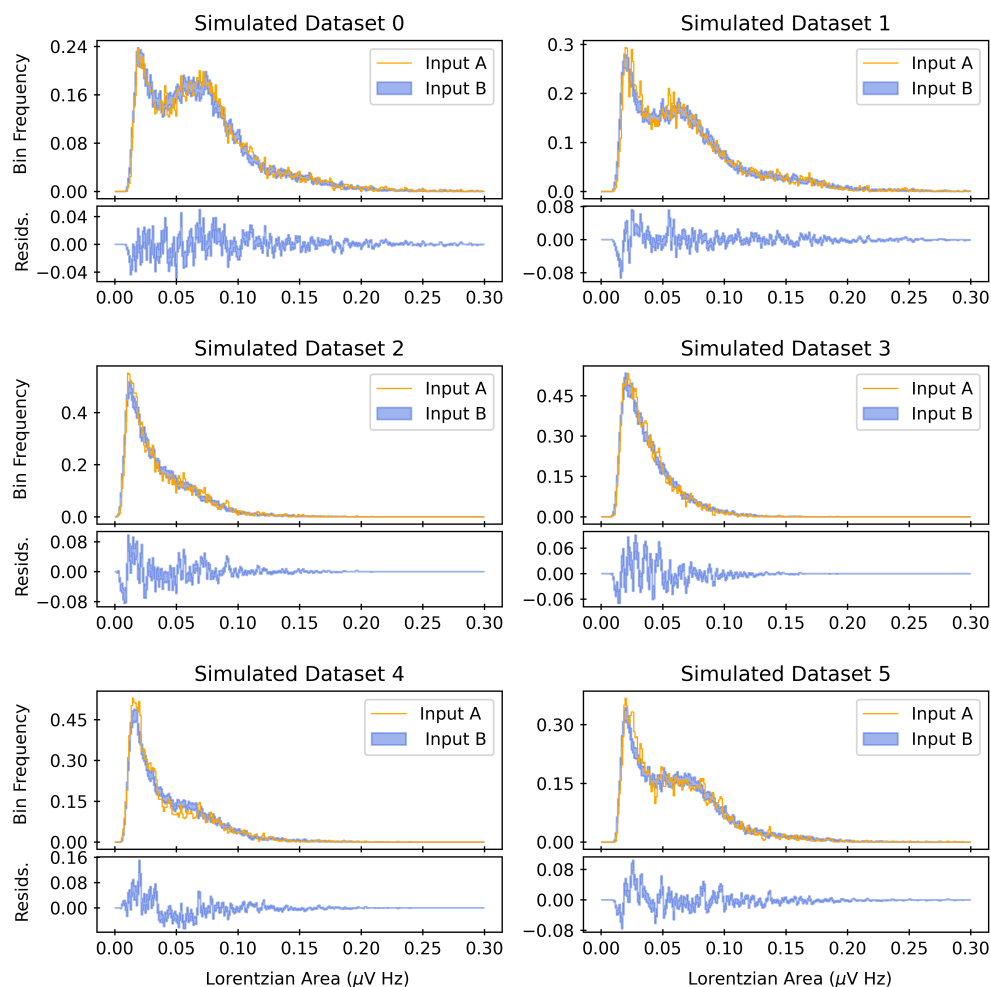 Simulated Dataset 0
Bin Frequency
0.24
0.16
0.08
0.00
Input A
Input B
Resids.
0.04
0.00
−0.04
0.00 0.05 0.10 0.15 0.20 0.25 0.30
Simulated Dataset 1
0.3
0.2
0.1
0.0
Input A
Input B
0.08
0.00
−0.08
0.00 0.05 0.10 0.15 0.20 0.25 0.30
Simulated Dataset 2
Bin Frequency
0.4
0.2
0.0
Input A
Input B
Resids.
0.08
0.00
−0.08
0.00 0.05 0.10 0.15 0.20 0.25 0.30
Simulated Dataset 3
0.45
0.30
0.15
0.00
Input A
Input B
0.06
0.00
−0.06
0.00 0.05 0.10 0.15 0.20 0.25 0.30
Simulated Dataset 4
Bin Frequency
0.45
0.30
0.15
0.00
Input A
Input B
Resids.
0.16
0.08
0.00
0.00 0.05 0.10 0.15 0.20 0.25 0.30
Lorentzian Area (μV Hz)
Simulated Dataset 5
0.30
0.15
0.00
Input A
Input B
0.08
0.00
−0.08
0.00 0.05 0.10 0.15 0.20 0.25 0.30
Lorentzian Area (μV Hz)